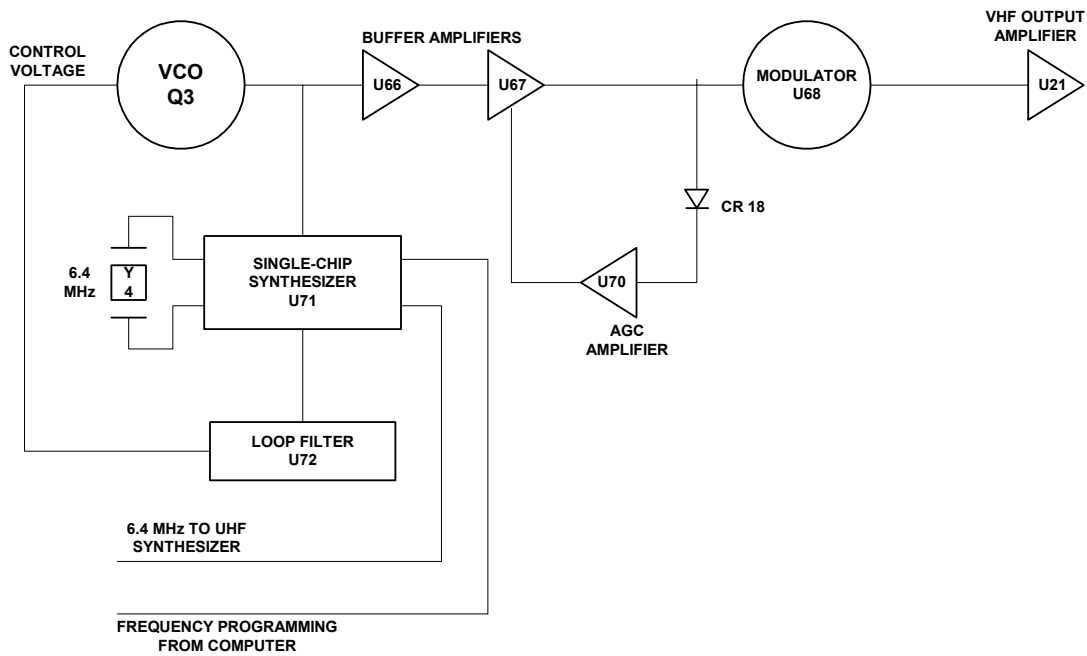 VHF OUTPUT
AMPLIFIER
BUFFER AMPLIFIERS
CONTROL
VOLTAGE
VCO
Q3
U66
U67
MODULATOR
U68
U21
CR 18
6.4
MHz
Y
4
SINGLE-CHIP
SYNTHESIZER
U71
U70
AGC
AMPLIFIER
LOOP FILTER
U72
6.4 MHz TO UHF
SYNTHESIZER
FREQUENCY PROGRAMMING
FROM COMPUTER